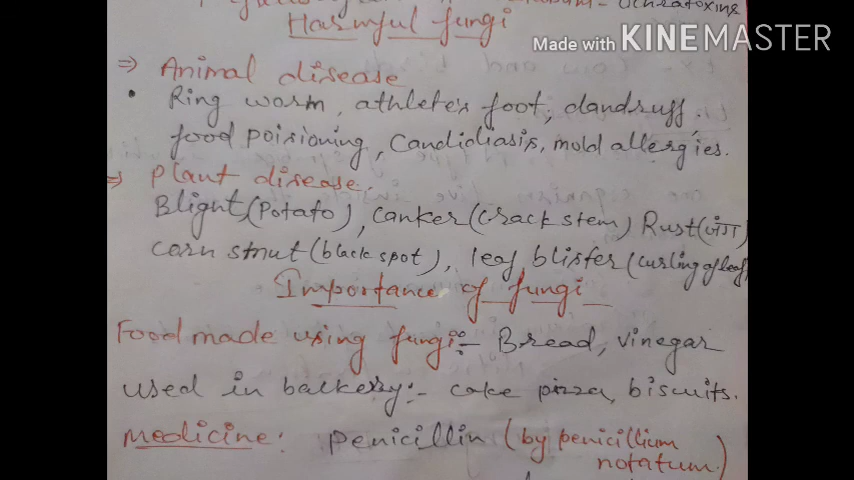 Ochratoxins
Harmful fungi
Made with KINEMASTER
⇒ Animal disease
• Ring worm, athlete's foot, dandruff,
food poisioning, Candidiasis, mold allergies.
⇒ Plant disease,
Blight (Potato), canker (crack stem) Rust (जंग)
corn smut (black spot), leaf blister (curling of leaf
Importance of fungi
Food made using fungi:- Bread, vinegar
used in backery:- cake pizza, biscuits.
Medicine: penicillin (by penicillium
notatum)